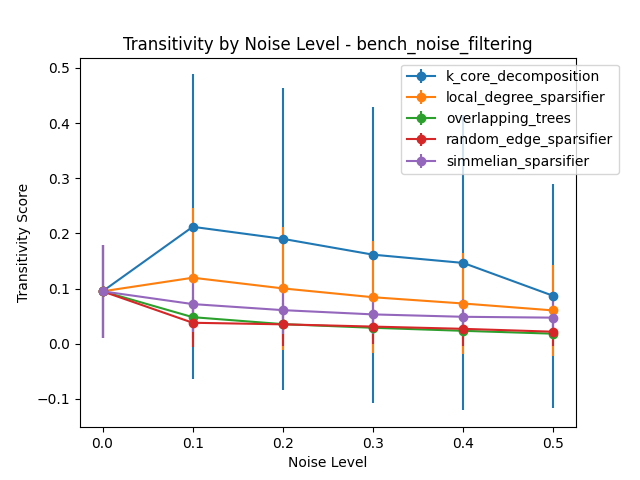 Transitivity by Noise Level - bench_noise_filtering
Transitivity Score
0.5
0.4
0.3
0.2
0.1
0.0
−0.1
k_core_decomposition
local_degree_sparsifier
overlapping_trees
random_edge_sparsifier
simmelian_sparsifier
0.0 0.1 0.2 0.3 0.4 0.5
Noise Level